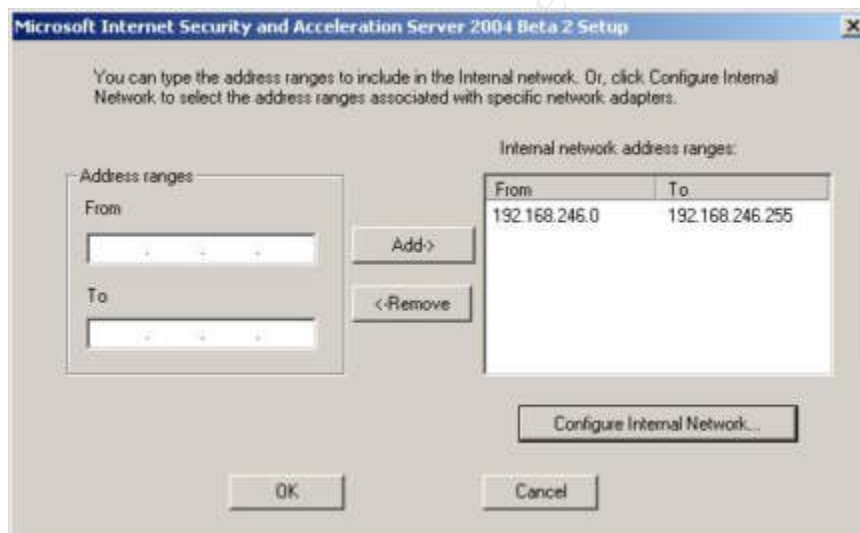 Microsoft Internet Security and Acceleration Server 2004 Beta 2 Setup
You can type the address ranges to include in the Internal network. Or, click Configure Internal
Network to select the address ranges associated with specific network adapters.
Internal network address ranges:
Address ranges
From
To
From To
192.168.246.0 192.168.246.255
Add->
<-Remove
Configure Internal Network...
OK
Cancel